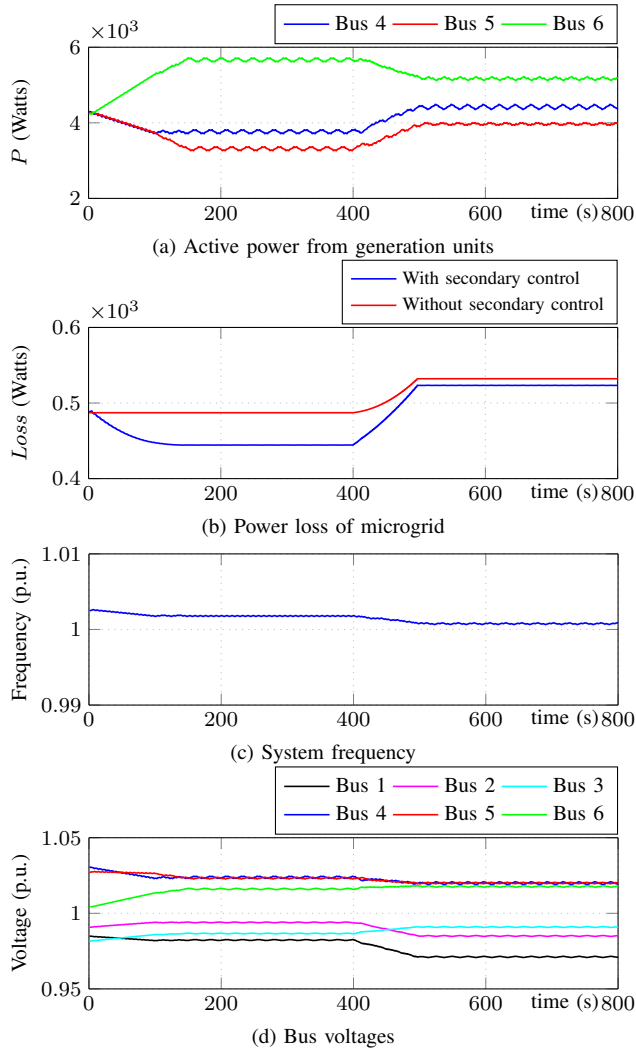 Bus 4 Bus 5 Bus 6
×10³
6
4
2
P (Watts)
0 200 400 600 800
time (s)
(a) Active power from generation units
With secondary control
Without secondary control
×10³
0.6
0.5
0.4
Loss (Watts)
0 200 400 600 800
time (s)
(b) Power loss of microgrid
1.01
1
0.99
Frequency (p.u.)
0 200 400 600 800
time (s)
(c) System frequency
Bus 1 Bus 2 Bus 3
Bus 4 Bus 5 Bus 6
1.05
1
0.95
Voltage (p.u.)
0 200 400 600 800
time (s)
(d) Bus voltages